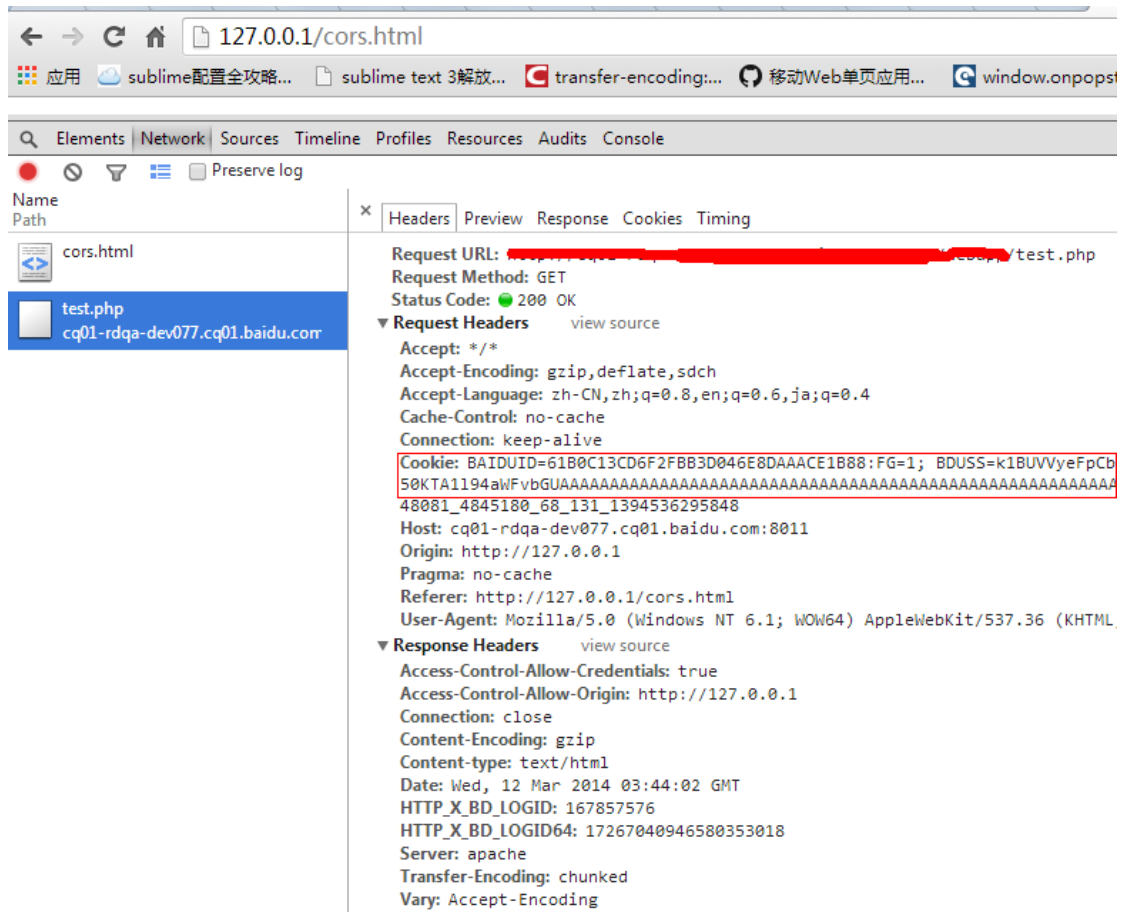 127.0.0.1/cors.html
应用 sublime配置全攻略... sublime text 3解放... transfer-encoding:... 移动Web单页应用... window.onpopst
Elements Network Sources Timeline Profiles Resources Audits Console
Preserve log
Name
Path
× Headers Preview Response Cookies Timing
cors.html
test.php
cq01-rdqa-dev077.cq01.baidu.com
Request URL: /test.php
Request Method: GET
Status Code: 200 OK
Request Headers view source
Accept: */*
Accept-Encoding: gzip,deflate,sdch
Accept-Language: zh-CN,zh;q=0.8,en;q=0.6,ja;q=0.4
Cache-Control: no-cache
Connection: keep-alive
Cookie: BAIDUID=61B0C13CD6F2FBB3D046E8DAAACE1B88:FG=1; BDUSS=k1BUVVyeFpCb
48081_4845180_68_131_1394536295848
Host: cq01-rdqa-dev077.cq01.baidu.com:8011
Origin: http://127.0.0.1
Pragma: no-cache
Referer: http://127.0.0.1/cors.html
User-Agent: Mozilla/5.0 (Windows NT 6.1; WOW64) AppleWebKit/537.36 (KHTML,
Response Headers view source
Access-Control-Allow-Credentials: true
Access-Control-Allow-Origin: http://127.0.0.1
Connection: close
Content-Encoding: gzip
Content-type: text/html
Date: Wed, 12 Mar 2014 03:44:02 GMT
HTTP_X_BD_LOGID: 167857576
HTTP_X_BD_LOGID64: 17267040946580353018
Server: apache
Transfer-Encoding: chunked
Vary: Accept-Encoding